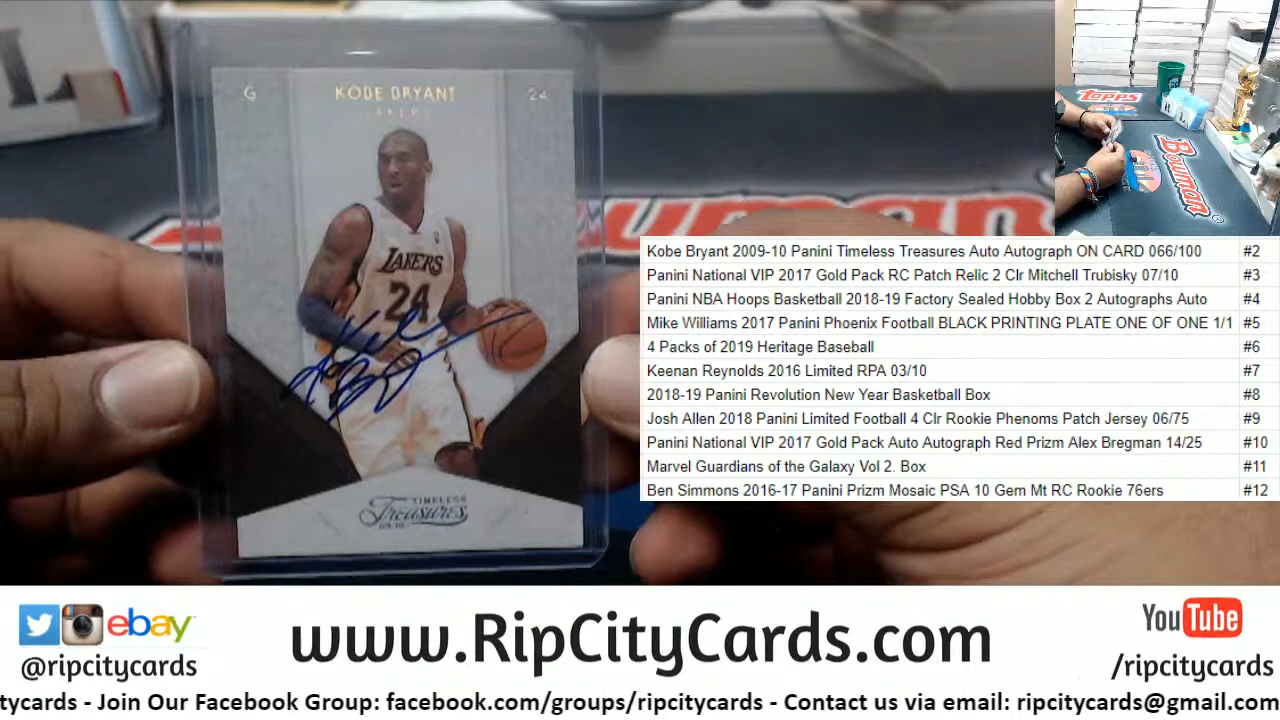 G KOBE BRYANT 24
LAKERS
24
TIMELESS
Treasures
09-10
Topps
Bowman
Kobe Bryant 2009-10 Panini Timeless Treasures Auto Autograph ON CARD 066/100 #2
Panini National VIP 2017 Gold Pack RC Patch Relic 2 Clr Mitchell Trubisky 07/10 #3
Panini NBA Hoops Basketball 2018-19 Factory Sealed Hobby Box 2 Autographs Auto #4
Mike Williams 2017 Panini Phoenix Football BLACK PRINTING PLATE ONE OF ONE 1/1 #5
4 Packs of 2019 Heritage Baseball #6
Keenan Reynolds 2016 Limited RPA 03/10 #7
2018-19 Panini Revolution New Year Basketball Box #8
Josh Allen 2018 Panini Limited Football 4 Clr Rookie Phenoms Patch Jersey 06/75 #9
Panini National VIP 2017 Gold Pack Auto Autograph Red Prizm Alex Bregman 14/25 #10
Marvel Guardians of the Galaxy Vol 2. Box #11
Ben Simmons 2016-17 Panini Prizm Mosaic PSA 10 Gem Mt RC Rookie 76ers #12
ebay
@ripcitycards
www.RipCityCards.com
YouTube
/ripcitycards
tycards - Join Our Facebook Group: facebook.com/groups/ripcitycards - Contact us via email: ripcitycards@gmail.com